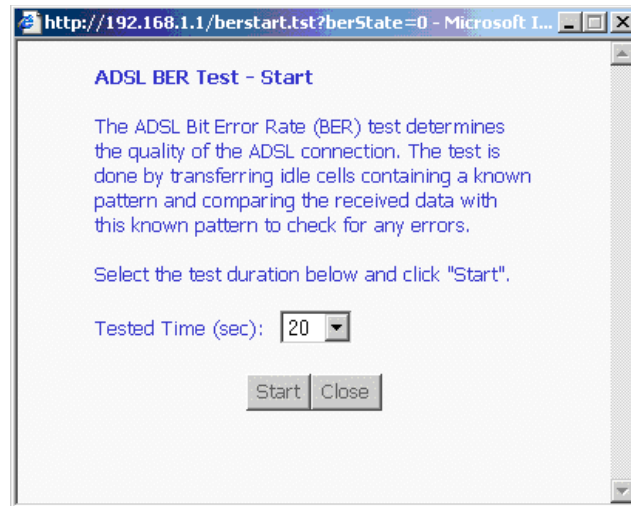 http://192.168.1.1/berstart.tst?berState=0 - Microsoft I...
ADSL BER Test - Start
The ADSL Bit Error Rate (BER) test determines
the quality of the ADSL connection. The test is
done by transferring idle cells containing a known
pattern and comparing the received data with
this known pattern to check for any errors.
Select the test duration below and click "Start".
Tested Time (sec): 20
Start Close